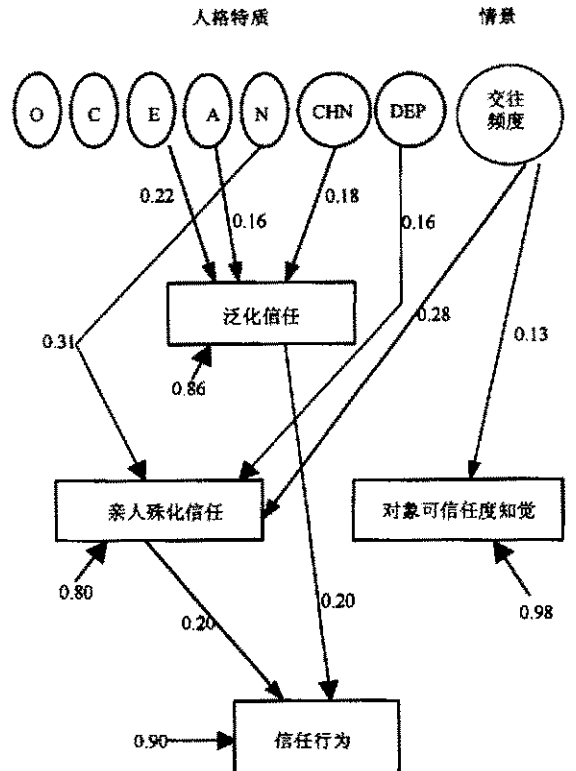 人格特质 情景
O C E A N CHN DEP 交往
频度
0.22 0.16 0.18 0.16
泛化信任
0.28
0.31 0.13
0.86
亲人殊化信任 对象可信任度知觉
0.80 0.20 0.20 0.98
0.90 信任行为